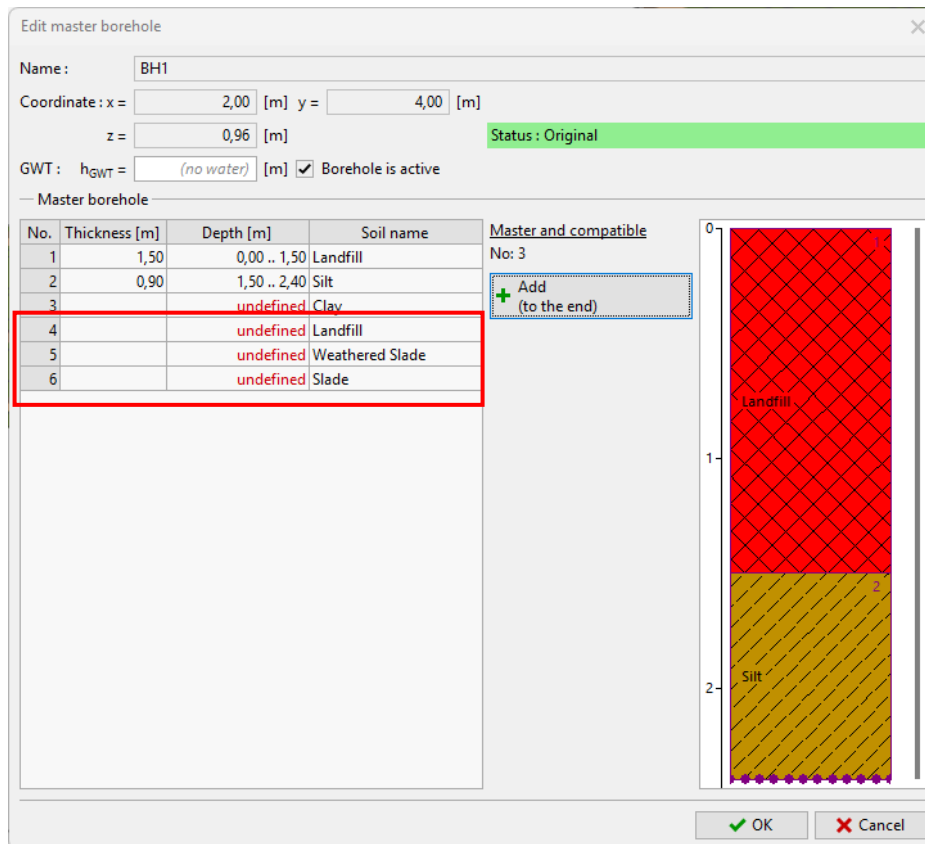 Edit master borehole
Name : BH1
Coordinate : x = 2,00 [m] y = 4,00 [m]
z = 0,96 [m] Status : Original
GWT : hGWT = (no water) [m] Borehole is active
Master borehole
No. Thickness [m] Depth [m] Soil name
1 1,50 0,00 .. 1,50 Landfill
2 0,90 1,50 .. 2,40 Silt
3 undefined Clay
4 undefined Landfill
5 undefined Weathered Slade
6 undefined Slade
Master and compatible
No: 3
Add
(to the end)
0
1
Landfill
1
2
Silt
2
OK Cancel